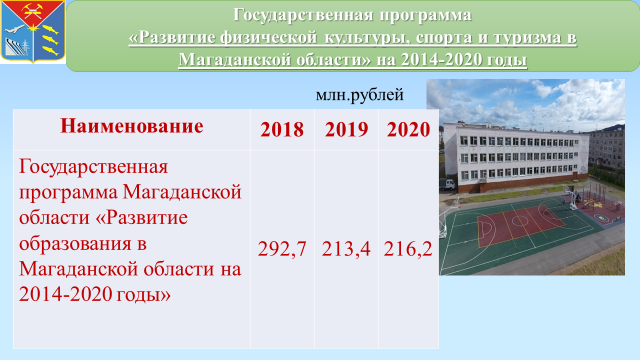 Государственная программа
«Развитие физической культуры, спорта и туризма в
Магаданской области» на 2014-2020 годы
млн.рублей
Наименование 2018 2019 2020
Государственная
программа Магаданской
области «Развитие
образования в
Магаданской области на
2014-2020 годы»
292,7 213,4 216,2